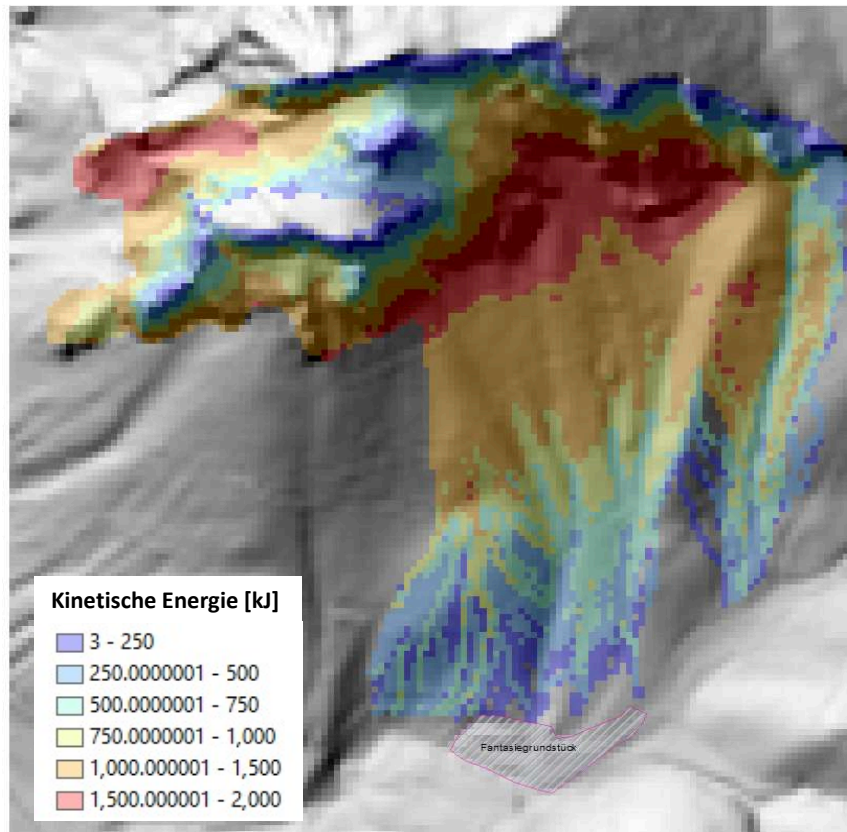 Fantasiegrundstück
Kinetische Energie [kJ]
3 - 250
250.0000001 - 500
500.0000001 - 750
750.0000001 - 1,000
1,000.000001 - 1,500
1,500.000001 - 2,000